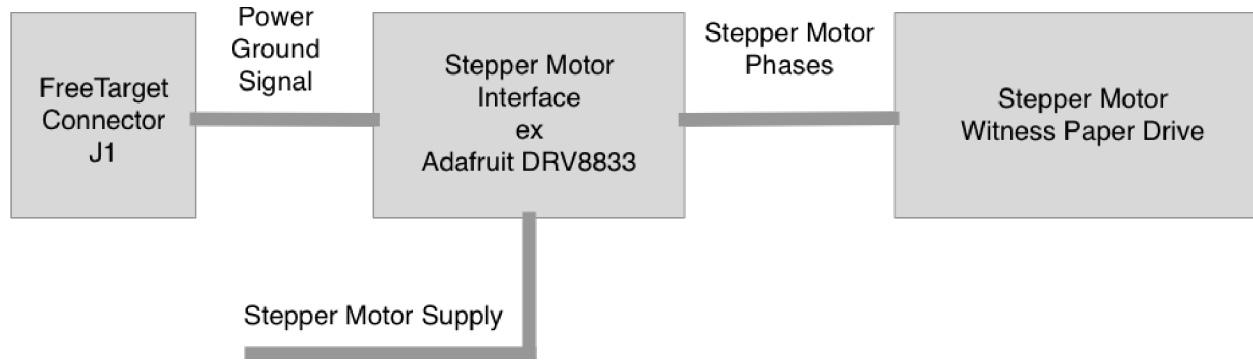 FreeTarget
Connector
J1
Power
Ground
Signal
Stepper Motor
Interface
ex
Adafruit DRV8833
Stepper Motor
Phases
Stepper Motor
Witness Paper Drive
Stepper Motor Supply